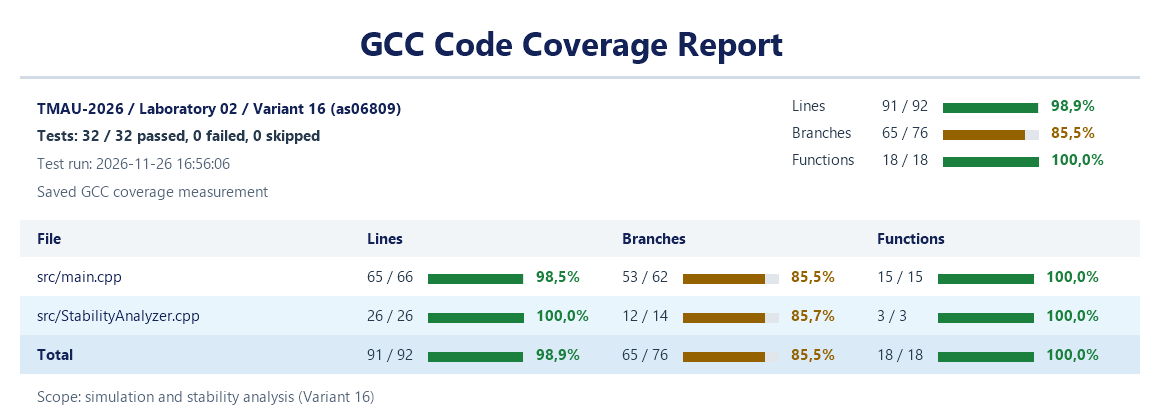 GCC Code Coverage Report
TMAU-2026 / Laboratory 02 / Variant 16 (as06809)
Tests: 32 / 32 passed, 0 failed, 0 skipped
Test run: 2026-11-26 16:56:06
Saved GCC coverage measurement
Lines 91 / 92 98,9%
Branches 65 / 76 85,5%
Functions 18 / 18 100,0%
File Lines Branches Functions
src/main.cpp 65 / 66 98,5% 53 / 62 85,5% 15 / 15 100,0%
src/StabilityAnalyzer.cpp 26 / 26 100,0% 12 / 14 85,7% 3 / 3 100,0%
Total 91 / 92 98,9% 65 / 76 85,5% 18 / 18 100,0%
Scope: simulation and stability analysis (Variant 16)